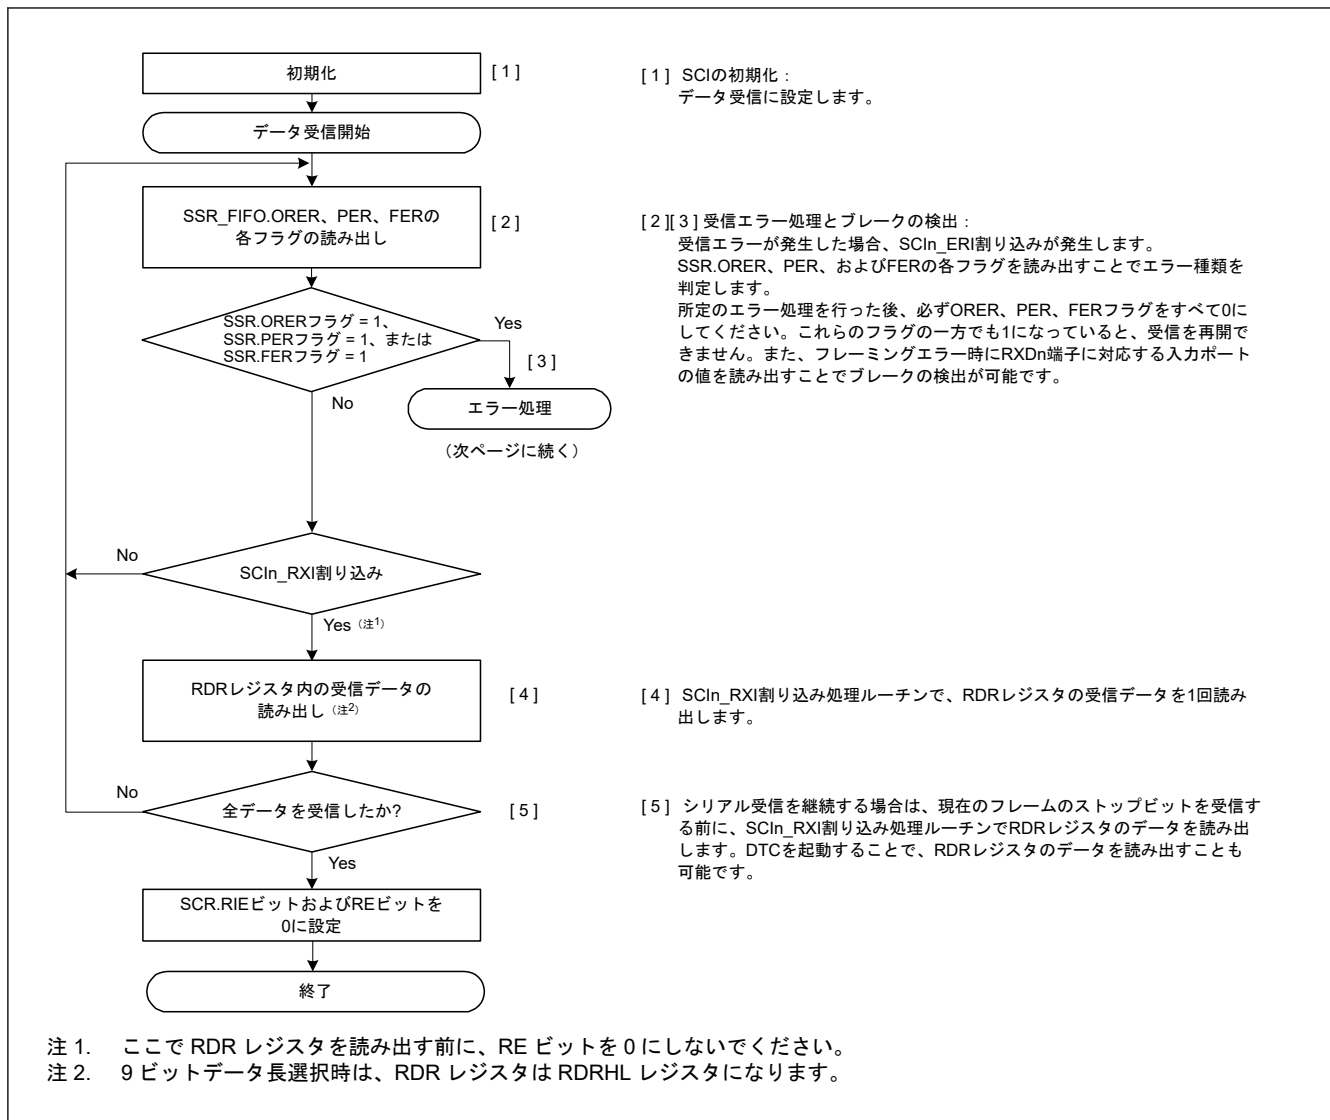 初期化
[ 1 ]
[ 1 ] SCIの初期化：
データ受信に設定します。
データ受信開始
SSR_FIFO.ORER、PER、FERの
各フラグの読み出し
[ 2 ]
[ 2 ][ 3 ] 受信エラー処理とブレークの検出：
受信エラーが発生した場合、SCIn_ERI割り込みが発生します。
SSR.ORER、PER、およびFERの各フラグを読み出すことでエラー種類を
判定します。
所定のエラー処理を行った後、必ずORER、PER、FERフラグをすべて0に
してください。これらのフラグの一方でも1になっていると、受信を再開で
きません。また、フレーミングエラー時にRXDn端子に対応する入力ポート
の値を読み出すことでブレークの検出が可能です。
SSR.ORERフラグ = 1、
SSR.PERフラグ = 1、または
SSR.FERフラグ = 1
Yes
[ 3 ]
No
エラー処理
（次ページに続く）
No
SCIn_RXI割り込み
Yes（注1）
RDRレジスタ内の受信データの
読み出し（注2）
[ 4 ]
[ 4 ] SCIn_RXI割り込み処理ルーチンで、RDRレジスタの受信データを1回読み
出します。
No
全データを受信したか?
[ 5 ]
[ 5 ] シリアル受信を継続する場合は、現在のフレームのストップビットを受信す
る前に、SCIn_RXI割り込み処理ルーチンでRDRレジスタのデータを読み出
します。DTCを起動することで、RDRレジスタのデータを読み出すことも
可能です。
Yes
SCR.RIEビットおよびREビットを
0に設定
終了
注 1. ここで RDR レジスタを読み出す前に、RE ビットを 0 にしないでください。
注 2. 9 ビットデータ長選択時は、RDR レジスタは RDRHL レジスタになります。